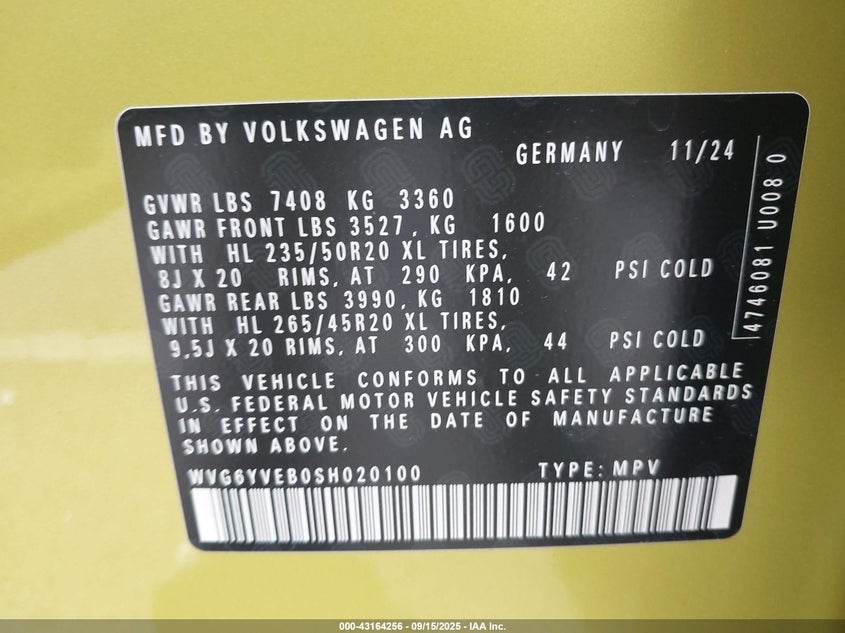 MFD BY VOLKSWAGEN AG
GERMANY 11/24
GVWR LBS 7408 KG 3360
GAWR FRONT LBS 3527, KG 1600
WITH HL 235/50R20 XL TIRES,
8J X 20 RIMS, AT 290 KPA, 42 PSI COLD
GAWR REAR LBS 3990, KG 1810
WITH HL 265/45R20 XL TIRES,
9,5J X 20 RIMS, AT 300 KPA, 44 PSI COLD
THIS VEHICLE CONFORMS TO ALL APPLICABLE
U.S. FEDERAL MOTOR VEHICLE SAFETY STANDARDS
IN EFFECT ON THE DATE OF MANUFACTURE
SHOWN ABOVE.
WVG6YVEB0SH020100 TYPE: MPV
4746081 U008 0
000-43164256 - 09/15/2025 - IAA Inc.